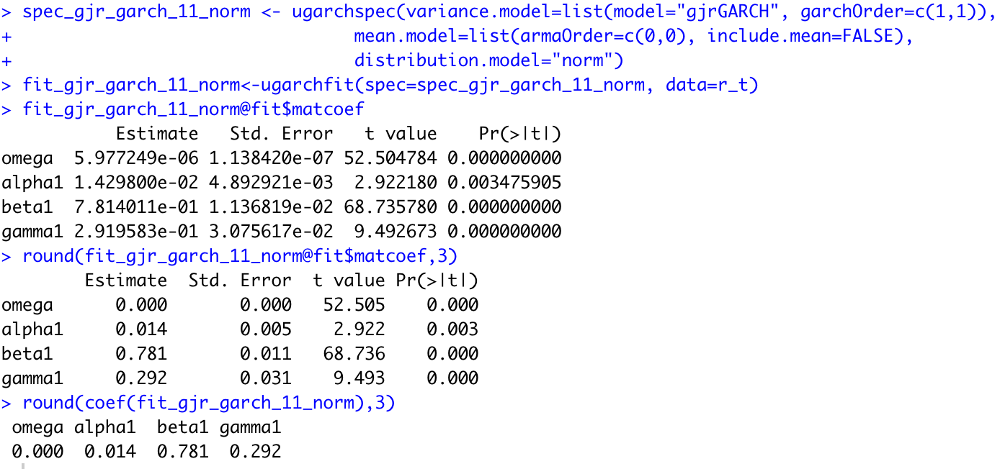 > spec_gjr_garch_11_norm <- ugarchspec(variance.model=list(model="gjrGARCH", garchOrder=c(1,1)),
+                                 mean.model=list(armaOrder=c(0,0), include.mean=FALSE),
+                                 distribution.model="norm")
> fit_gjr_garch_11_norm<-ugarchfit(spec=spec_gjr_garch_11_norm, data=r_t)
> fit_gjr_garch_11_norm@fit$matcoef
           Estimate   Std. Error   t value    Pr(>|t|)
omega  5.977249e-06 1.138420e-07 52.504784 0.000000000
alpha1 1.429800e-02 4.892921e-03  2.922180 0.003475905
beta1  7.814011e-01 1.136819e-02 68.735780 0.000000000
gamma1 2.919583e-01 3.075617e-02  9.492673 0.000000000
> round(fit_gjr_garch_11_norm@fit$matcoef,3)
        Estimate  Std. Error  t value Pr(>|t|)
omega      0.000       0.000   52.505    0.000
alpha1     0.014       0.005    2.922    0.003
beta1      0.781       0.011   68.736    0.000
gamma1     0.292       0.031    9.493    0.000
> round(coef(fit_gjr_garch_11_norm),3)
 omega alpha1  beta1 gamma1
 0.000  0.014  0.781  0.292